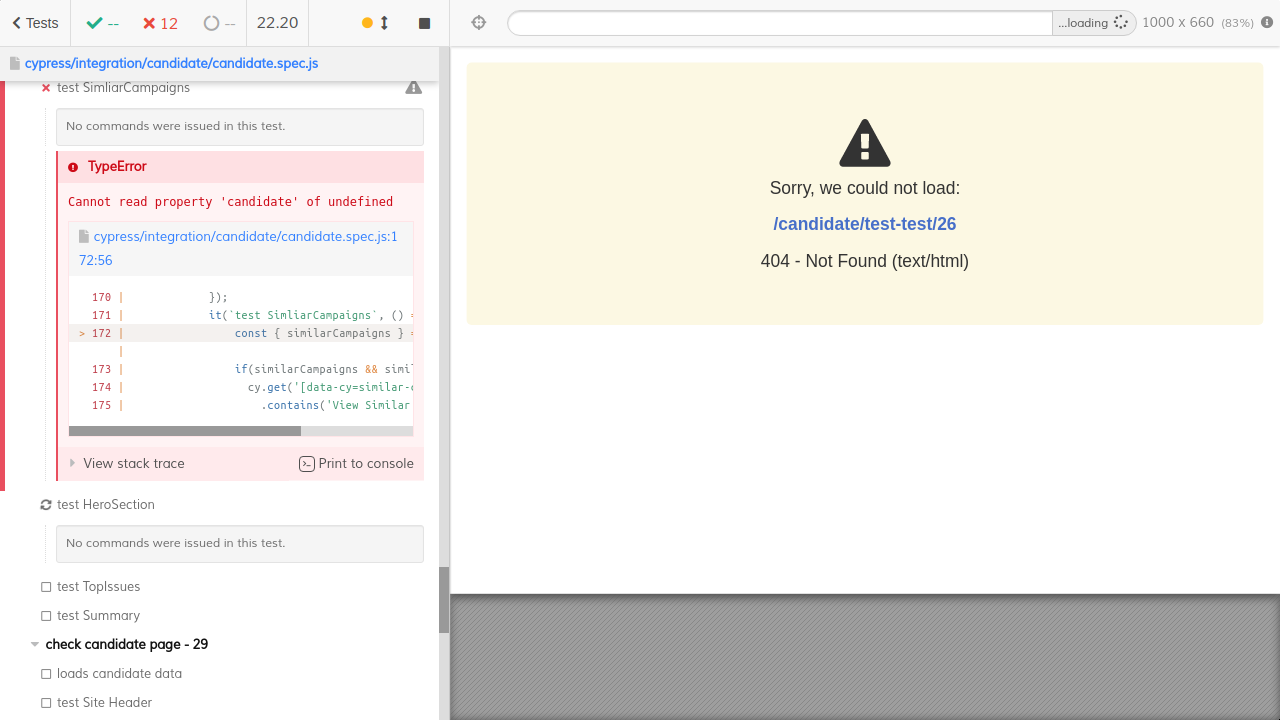 Tests
--
12
--
22.20
...loading
1000 x 660 (83%)
cypress/integration/candidate/candidate.spec.js
test SimliarCampaigns
No commands were issued in this test.
TypeError
Cannot read property 'candidate' of undefined
cypress/integration/candidate/candidate.spec.js:1
72:56
170 | });
171 | it(`test SimliarCampaigns`, () =
> 172 | const { similarCampaigns } =
|
173 | if(similarCampaigns && simil
174 | cy.get('[data-cy=similar-c
175 | .contains('View Similar
View stack trace
Print to console
test HeroSection
No commands were issued in this test.
test TopIssues
test Summary
check candidate page - 29
loads candidate data
test Site Header
Sorry, we could not load:
/candidate/test-test/26
404 - Not Found (text/html)